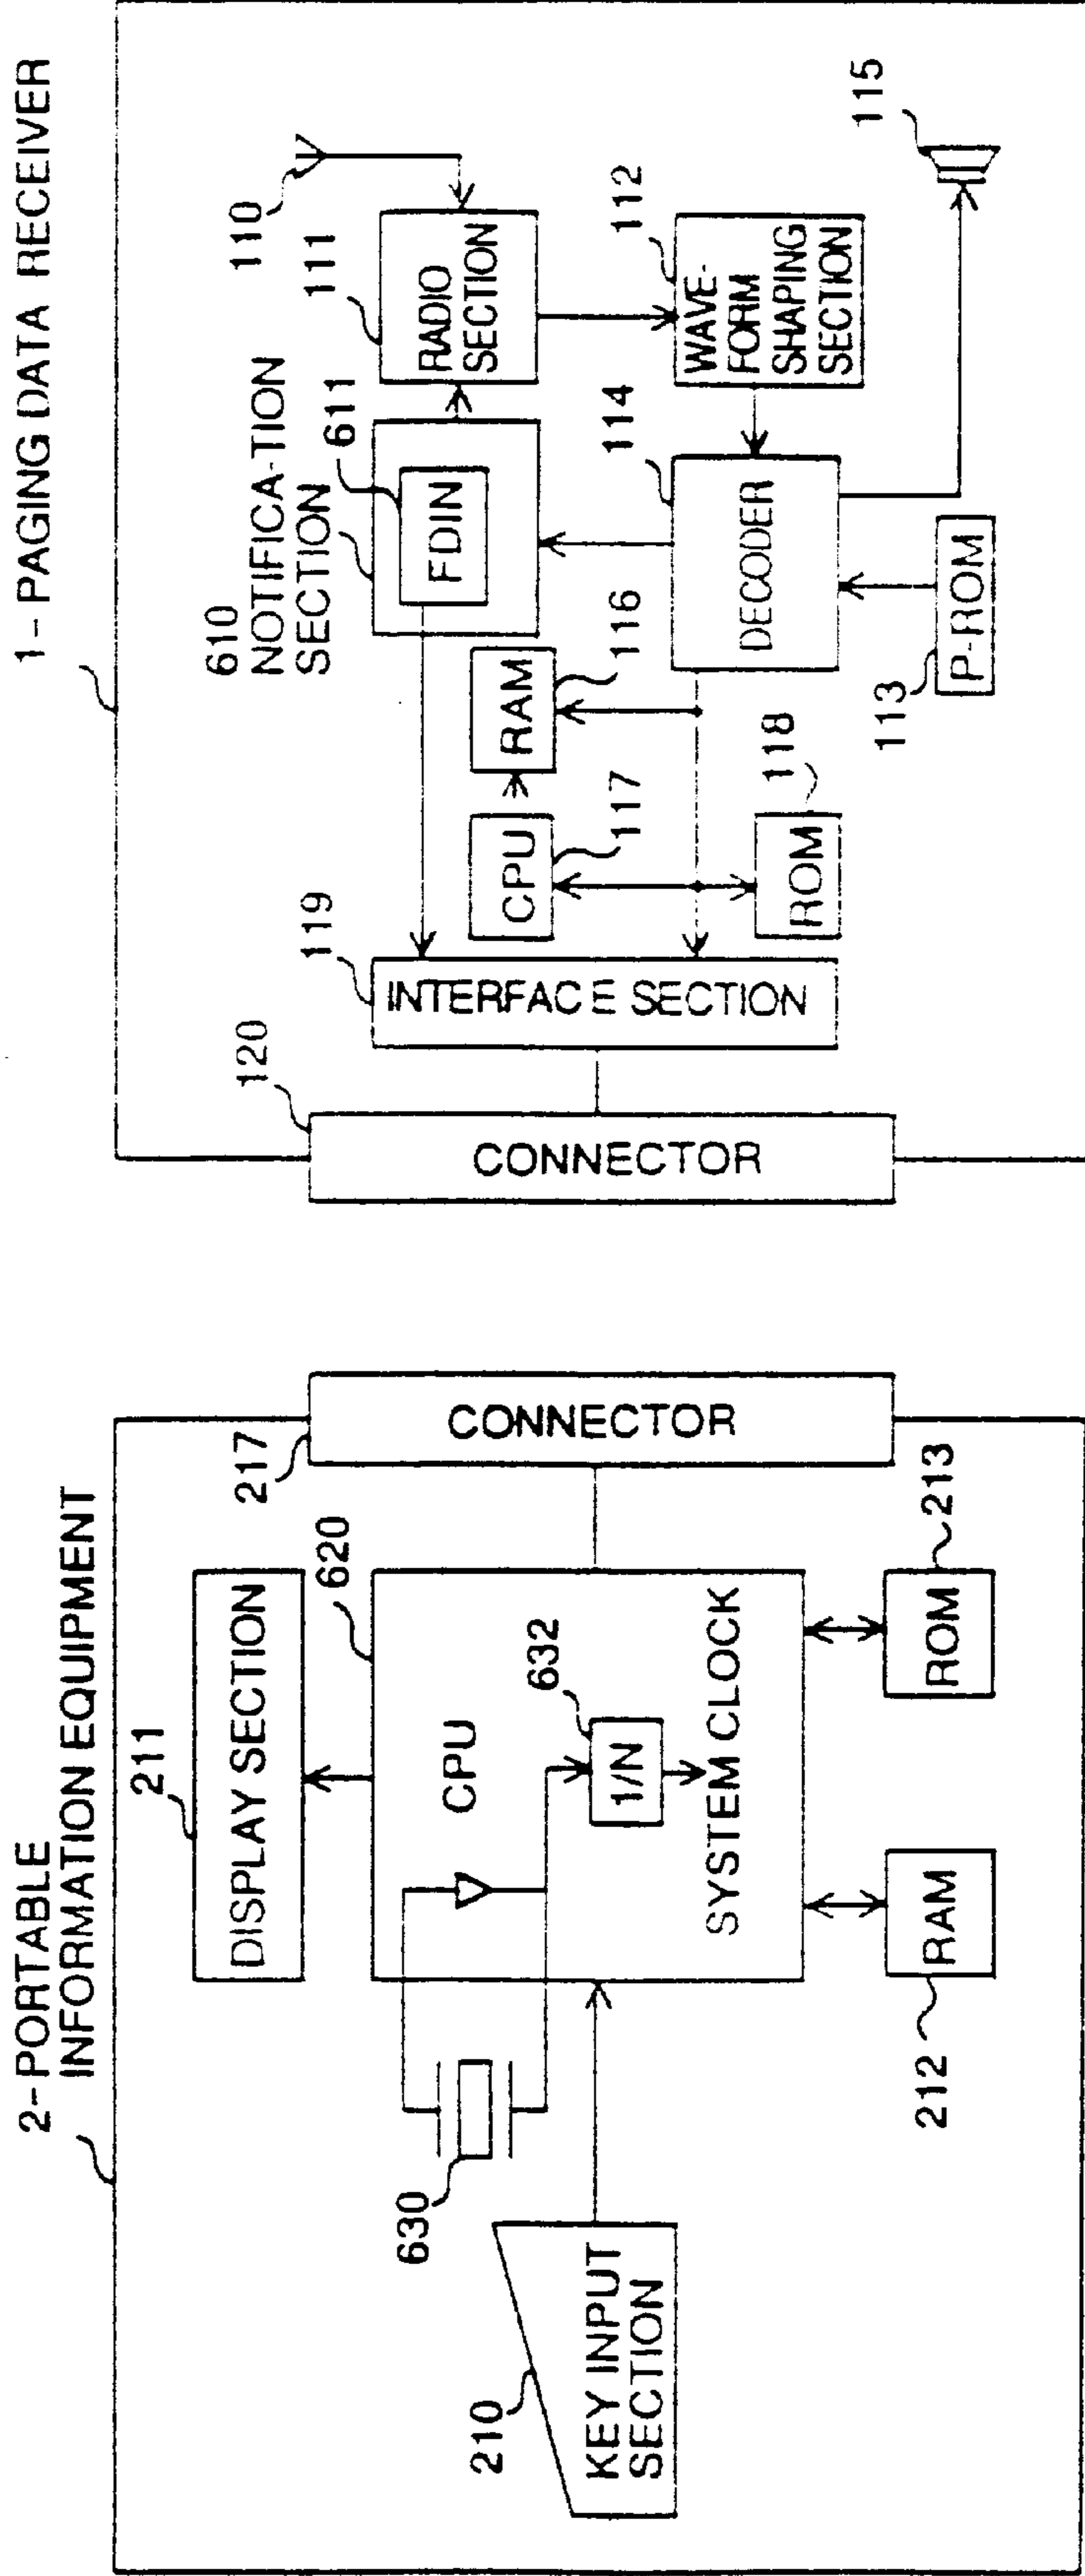 2-PORTABLE
INFORMATION EQUIPMENT
211
DISPLAY SECTION
620
CPU
630
632
1/N
SYSTEM CLOCK
210
KEY INPUT
SECTION
212
RAM
213
ROM
217
CONNECTOR
1-PAGING DATA RECEIVER
120
CONNECTOR
119
INTERFACE SECTION
610
NOTIFICA-TION
SECTION
611
FDIN
110
111
RADIO
SECTION
112
WAVE-
FORM
SHAPING
SECTION
114
DECODER
115
116
RAM
117
CPU
118
ROM
113
P-ROM